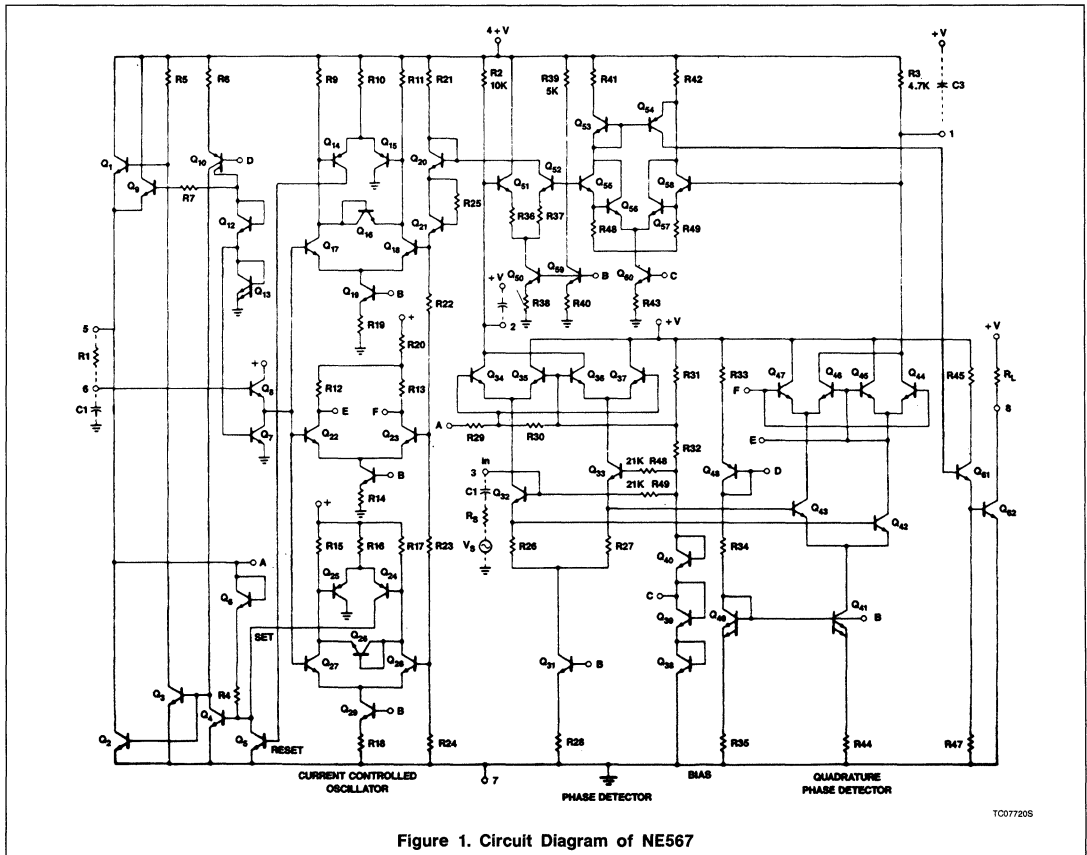 4 +V
+V
R5
R6
R9
R10
R11
R21
R2
10K
R39
5K
R41
R42
R3
4.7K
C3
1
Q53
Q54
Q1
Q10
D
Q14
Q15
Q20
Q52
Q9
R7
Q51
Q55
Q58
Q12
R25
Q56
R36
R37
Q57
Q16
Q21
R48
R49
Q17
Q18
Q13
Q50
Q59
B
Q60
C
Q19
B
+V
R22
R38
R40
R43
5
R19
+
2
+V
+V
R1
R20
6
+
Q34
Q35
Q36
Q37
R31
R33
Q47
Q46
Q45
Q44
R45
RL
C1
Q8
R12
R13
F
8
E
F
A
R29
R30
E
Q7
Q22
Q23
R32
In
3
21K R48
Q48
D
B
Q33
21K R49
Q61
C1
Q32
R14
Q43
Q62
RS
Q42
+
VS
R26
R27
R34
R15
R16
R17
R23
Q40
A
Q25
Q24
C
Q6
Q39
Q49
Q41
B
SET
Q26
Q27
Q28
Q31
B
Q38
R4
Q3
Q4
Q29
B
Q2
Q5
RESET
R18
R24
R28
R35
R44
R47
7
CURRENT CONTROLLED
OSCILLATOR
PHASE DETECTOR
BIAS
QUADRATURE
PHASE DETECTOR
TC07720S
Figure 1. Circuit Diagram of NE567